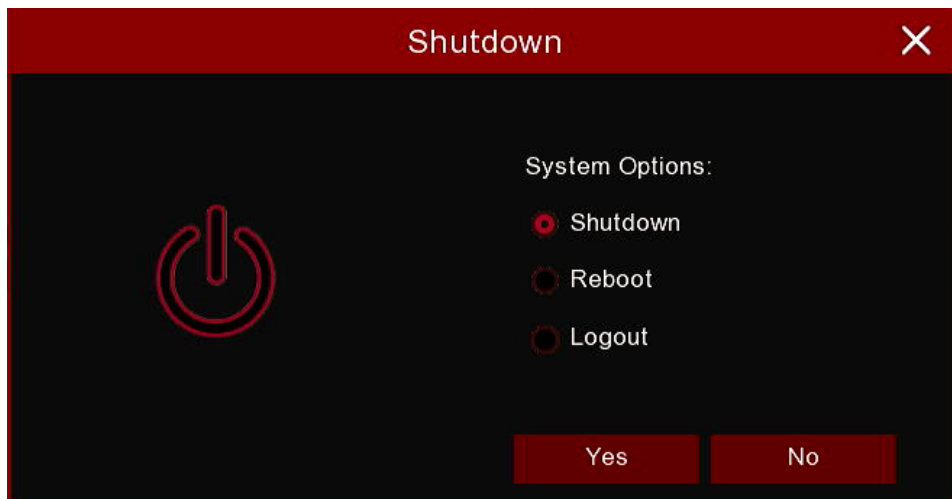 Shutdown
System Options:
Shutdown
Reboot
Logout
Yes No